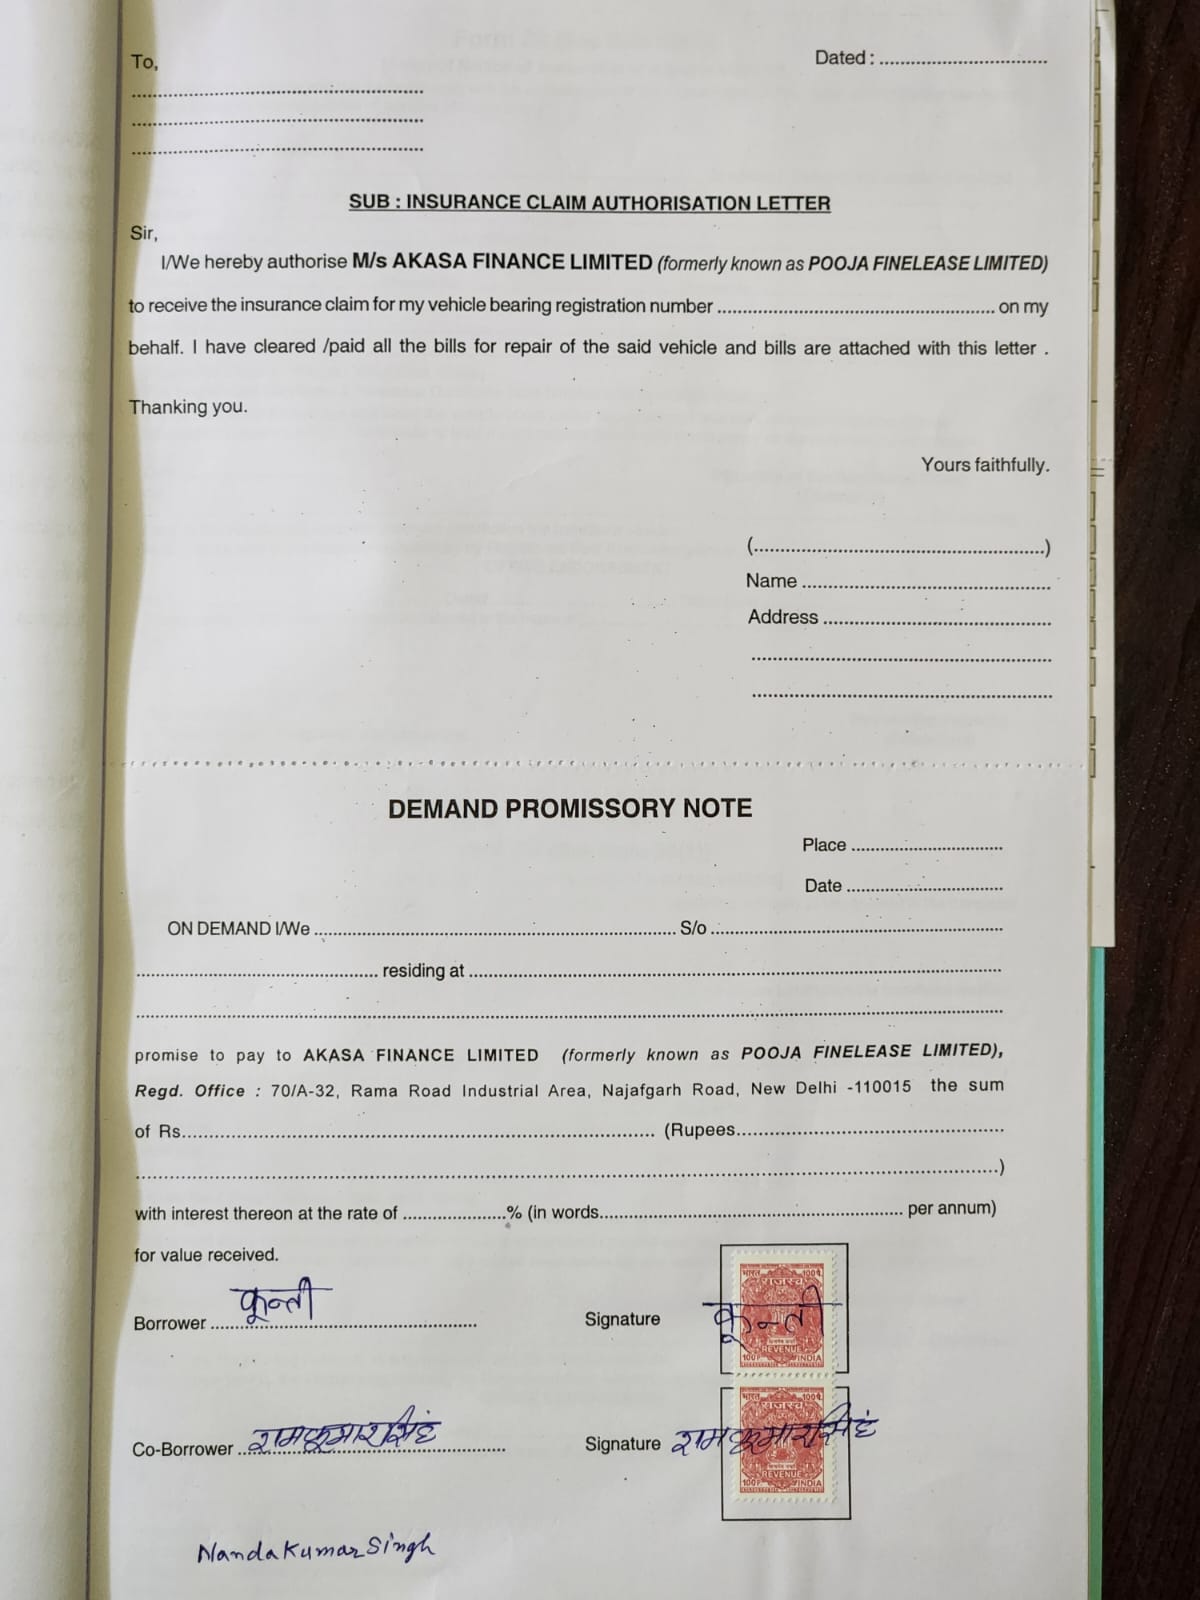 To,
Dated : ..............................
....................................................
....................................................
....................................................
SUB : INSURANCE CLAIM AUTHORISATION LETTER
Sir,
I/We hereby authorise M/s AKASA FINANCE LIMITED (formerly known as POOJA FINELEASE LIMITED)
to receive the insurance claim for my vehicle bearing registration number .................................................... on my
behalf. I have cleared /paid all the bills for repair of the said vehicle and bills are attached with this letter .
Thanking you.
Yours faithfully.
(....................................................)
Name ..............................................
Address ..........................................
....................................................
....................................................
DEMAND PROMISSORY NOTE
Place ............................
Date ............................
ON DEMAND I/We .................................................... S/o ....................................................
............................................ residing at ....................................................
....................................................
promise to pay to AKASA FINANCE LIMITED (formerly known as POOJA FINELEASE LIMITED),
Regd. Office : 70/A-32, Rama Road Industrial Area, Najafgarh Road, New Delhi -110015 the sum
of Rs.................................................... (Rupees....................................................
....................................................)
with interest thereon at the rate of ....................% (in words.................................................... per annum)
for value received.
Borrower .......... कून्ती .......... Signature कून्ती
भारत 100प.
राजस्व
REVENUE
100P. INDIA
Co-Borrower .......... रामकुमारसिंह .......... Signature रामकुमारसिंह
भारत 100प.
राजस्व
REVENUE
100P. INDIA
Nanda Kumar Singh